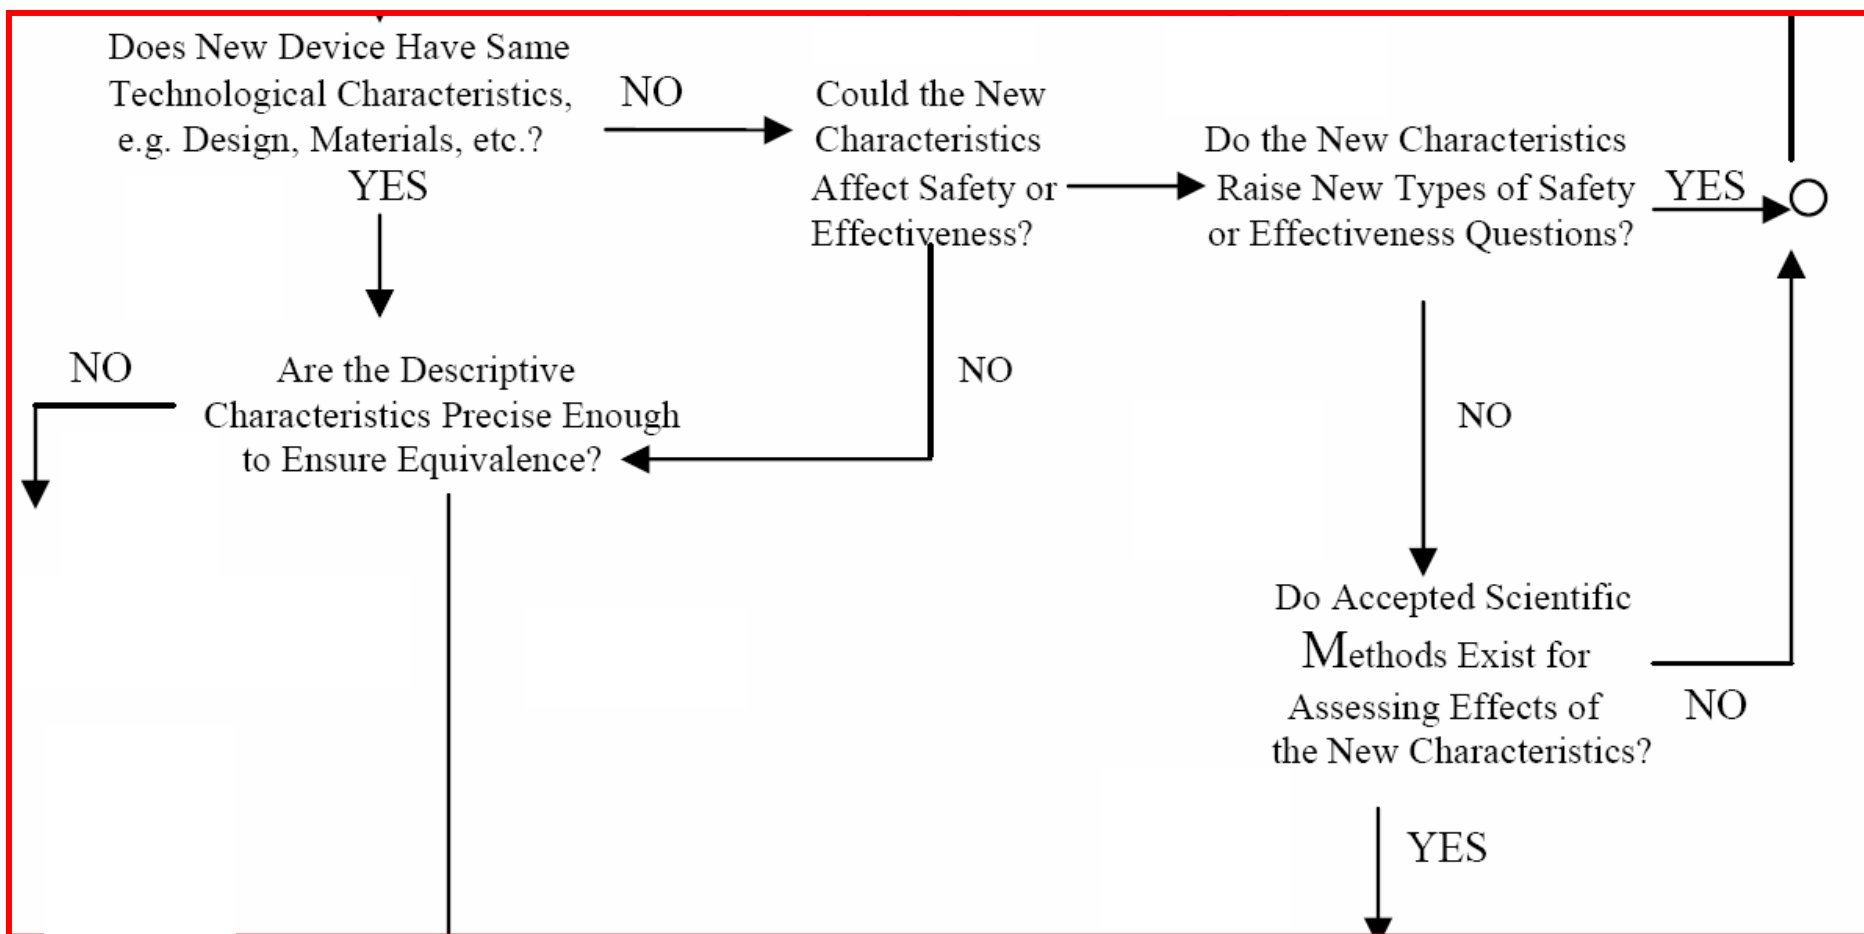 Does New Device Have Same
Technological Characteristics,
e.g. Design, Materials, etc.?
NO
YES
Could the New
Characteristics
Affect Safety or
Effectiveness?
Do the New Characteristics
Raise New Types of Safety
or Effectiveness Questions?
YES
NO
Are the Descriptive
Characteristics Precise Enough
to Ensure Equivalence?
NO
NO
Do Accepted Scientific
Methods Exist for
Assessing Effects of
the New Characteristics?
NO
YES